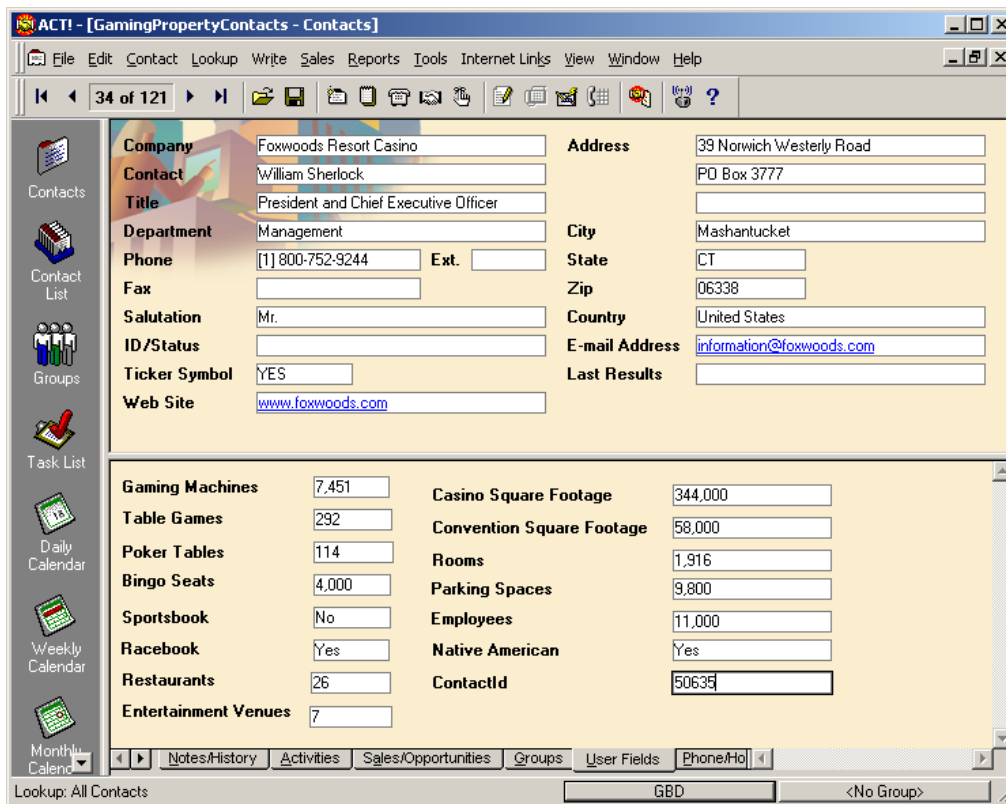 ACT! - [GamingPropertyContacts - Contacts]
File Edit Contact Lookup Write Sales Reports Tools Internet Links View Window Help
34 of 121
Contacts
Contact List
Groups
Task List
Daily Calendar
Weekly Calendar
Monthly
Company Foxwoods Resort Casino
Contact William Sherlock
Title President and Chief Executive Officer
Department Management
Phone [1] 800-752-9244 Ext.
Fax
Salutation Mr.
ID/Status
Ticker Symbol YES
Web Site www.foxwoods.com
Address 39 Norwich Westerly Road
PO Box 3777
City Mashantucket
State CT
Zip 06338
Country United States
E-mail Address information@foxwoods.com
Last Results
Gaming Machines 7,451
Table Games 292
Poker Tables 114
Bingo Seats 4,000
Sportsbook No
Racebook Yes
Restaurants 26
Entertainment Venues 7
Casino Square Footage 344,000
Convention Square Footage 58,000
Rooms 1,916
Parking Spaces 9,800
Employees 11,000
Native American Yes
ContactId 50635
Notes/History Activities Sales/Opportunities Groups User Fields Phone/Ho
Lookup: All Contacts GBD <No Group>